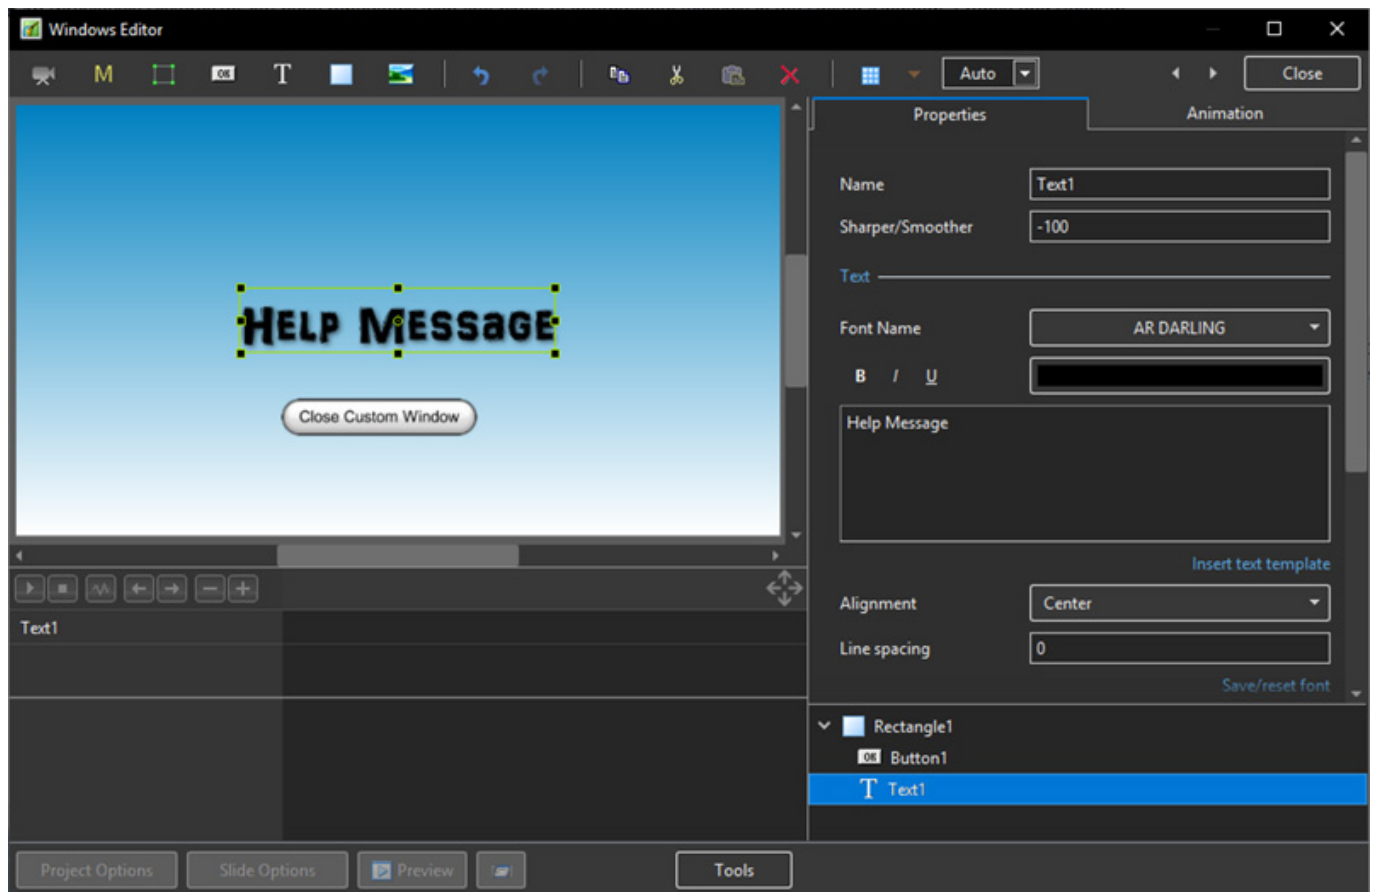 Windows Editor
M OK T Auto Close
Properties Animation
Name Text1
Sharper/Smoother -100
Text
HELP MESSaGE
Font Name AR DARLING
B I U
Close Custom Window
Help Message
Insert text template
Alignment Center
Text1
Line spacing 0
Save/reset font
Rectangle1
OK Button1
T Text1
Project Options Slide Options Preview Tools